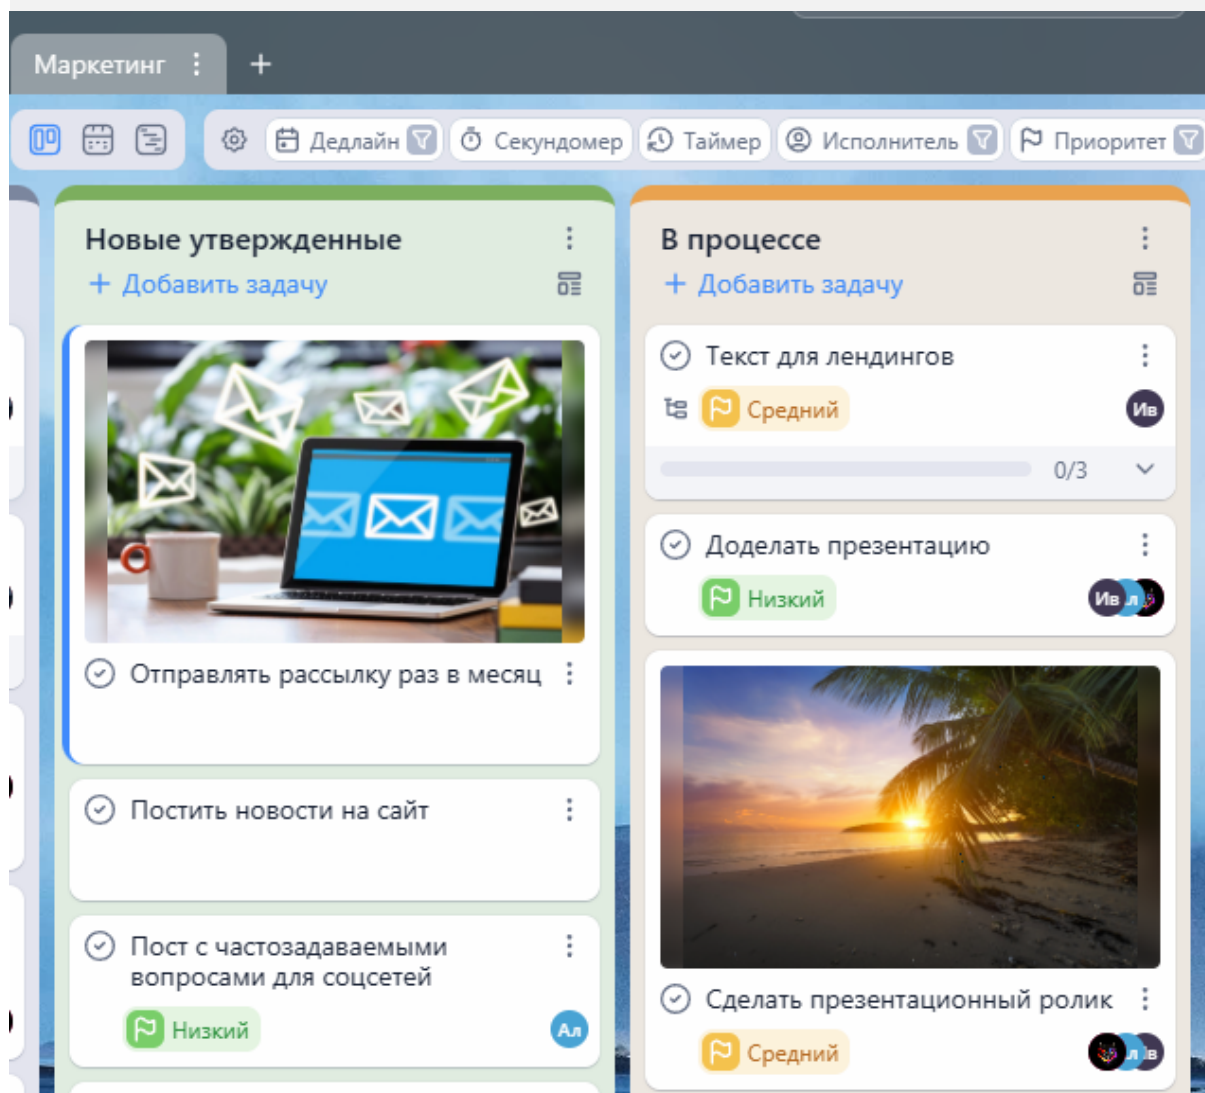 Маркетинг
Дедлайн Секундомер Таймер Исполнитель Приоритет
Новые утвержденные
+ Добавить задачу
Отправлять рассылку раз в месяц
Постить новости на сайт
Пост с частозадаваемыми
вопросами для соцсетей
Низкий Ал
В процессе
+ Добавить задачу
Текст для лендингов
Средний Ив
0/3
Доделать презентацию
Низкий Ив л
Сделать презентационный ролик
Средний л в